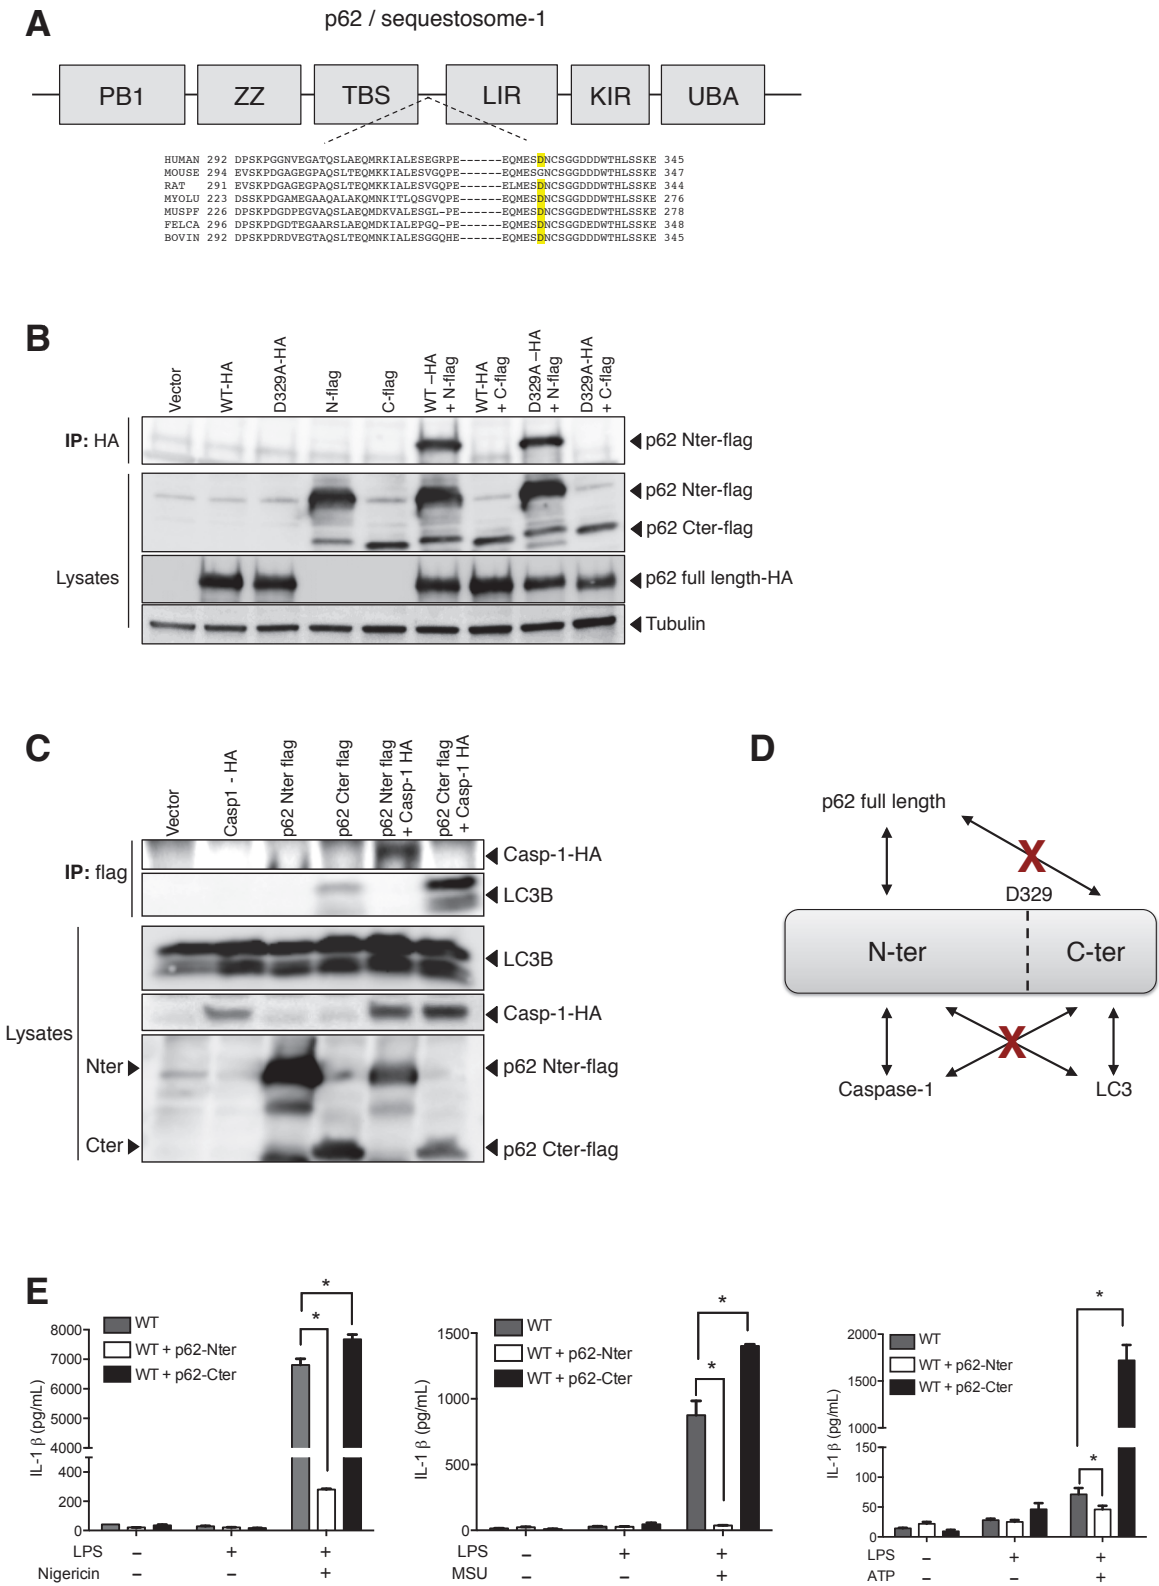 A
p62 / sequestosome-1
PB1 ZZ TBS LIR KIR UBA
HUMAN 292 DPSKPGGNVEGATQSLAEQMRKIALESEGRPE------EQMESDNCSGGDDDWTHLSSKE 345
MOUSE 294 EVSKPDGAGEGPAQSLTEQMKKIALESVGQPE------EQMESGNCSGGDDDWTHLSSKE 347
RAT 291 EVSKPDGAGEGPAQSLTEQMKKIALESVGQPE------ELMESDNCSGGDDDWTHLSSKE 344
MYOLU 223 DSSKPDGAMEGAAQALAKQMNKITLQSGVQPE------EQMESDNCSGGDDDWTHLSSKE 276
MUSPF 226 DPSKPDGDPEGVAQSLAEQMDKVALESGL-PE------EQMESDNCSGGDEDWTHLSSKE 278
FELCA 296 DPSKPDGDTEGAARSLAEQMDKIALEPGQ-PE------EQMESDNCSGGDEDWTHLSSKE 348
BOVIN 292 DPSKPDRDVEGTAQSLTEQMNKIALESGGQHE------EQMESDNCSGGDDDWTHLSSKE 345
B
Vector
WT-HA
D329A-HA
N-flag
C-flag
WT –HA
+ N-flag
WT-HA
+ C-flag
D329A –HA
+ N-flag
D329A-HA
+ C-flag
IP: HA
p62 Nter-flag
p62 Nter-flag
p62 Cter-flag
Lysates
p62 full length-HA
Tubulin
C
Vector
Casp1 - HA
p62 Nter flag
p62 Cter flag
p62 Nter flag
+ Casp-1 HA
p62 Cter flag
+ Casp-1 HA
IP: flag
Casp-1-HA
LC3B
Lysates
LC3B
Casp-1-HA
Nter
p62 Nter-flag
Cter
p62 Cter-flag
D
p62 full length
X
D329
N-ter
C-ter
X
Caspase-1
LC3
E
IL-1 β (pg/mL)
8000
7000
6000
5000
4000
400
200
0
WT
WT + p62-Nter
WT + p62-Cter
*
*
LPS – + +
Nigericin – – +
IL-1 β (pg/mL)
1500
1000
500
0
WT
WT + p62-Nter
WT + p62-Cter
*
*
LPS – + +
MSU – – +
IL-1 β (pg/mL)
2000
1500
1000
150
100
50
0
WT
WT + p62-Nter
WT + p62-Cter
*
*
LPS – + +
ATP – – +